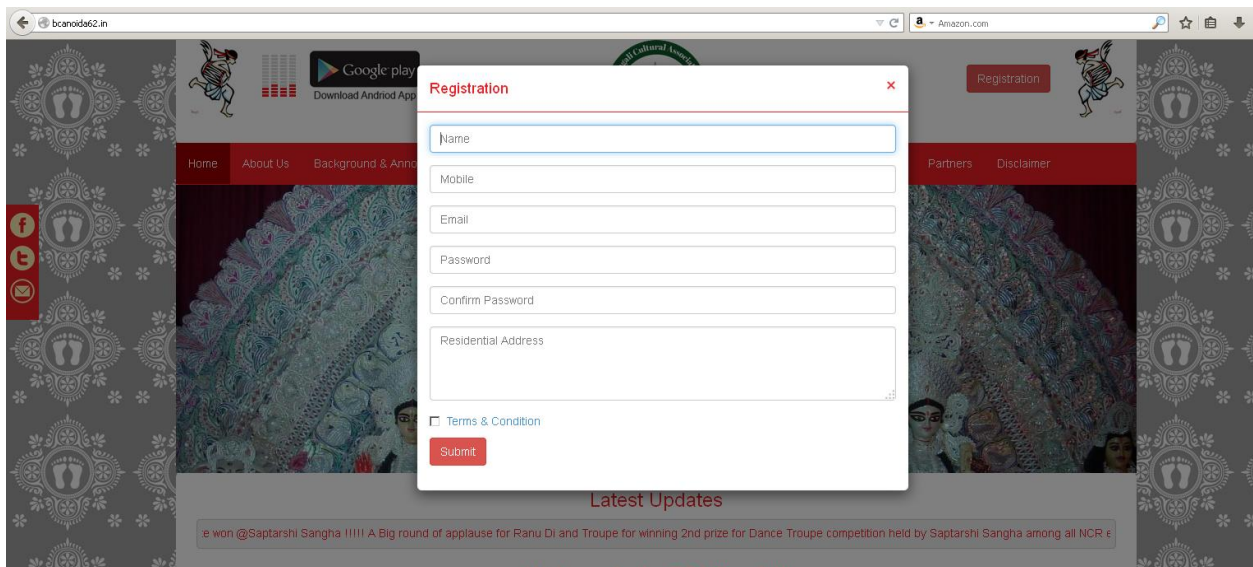 bcanoida62.in
Amazon.com
Google play
Download Andriod App
Cultural
Registration
Registration
×
Name
Mobile
Email
Password
Confirm Password
Residential Address
Terms & Condition
Submit
Home About Us Background & Partners Disclaimer
Latest Updates
won @Saptarshi Sangha !!!!! A Big round of applause for Ranu Di and Troupe for winning 2nd prize for Dance Troupe competition held by Saptarshi Sangha among all NCR